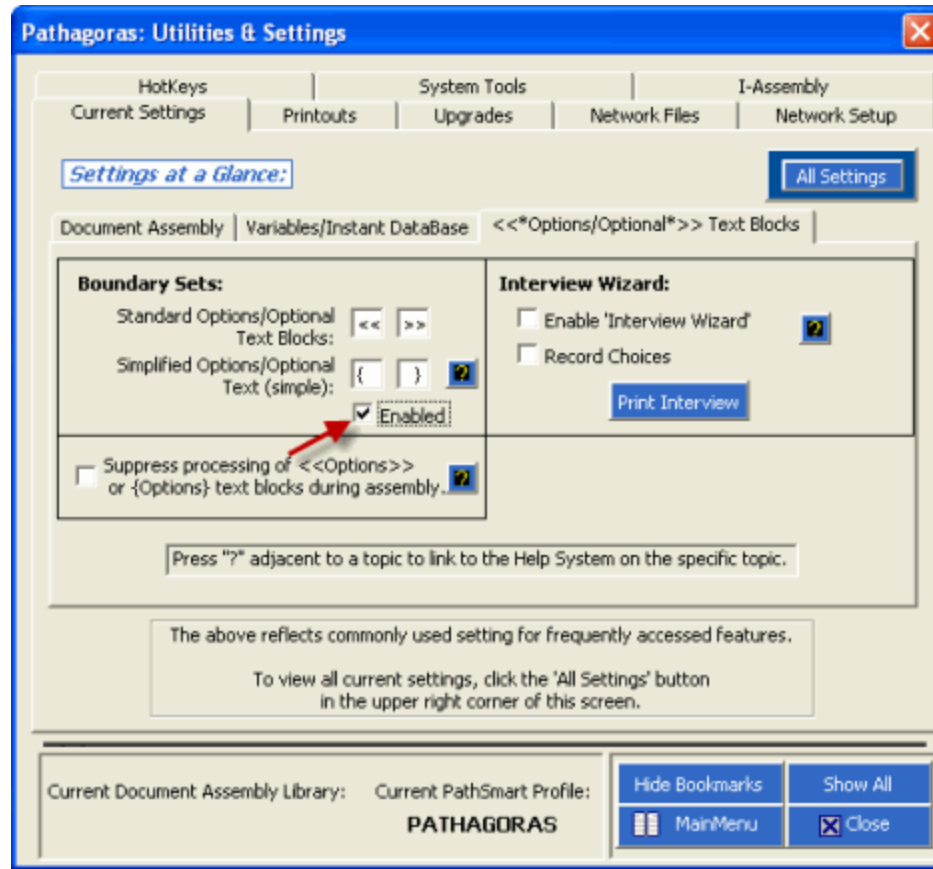 Pathagoras: Utilities & Settings
HotKeys System Tools I-Assembly
Current Settings Printouts Upgrades Network Files Network Setup
Settings at a Glance:
All Settings
Document Assembly Variables/Instant DataBase <<*Options/Optional*>> Text Blocks
Boundary Sets:
Standard Options/Optional
Text Blocks:
<< >>
Simplified Options/Optional
Text (simple):
{ } ?
Enabled
Interview Wizard:
Enable 'Interview Wizard' ?
Record Choices
Print Interview
Suppress processing of <<Options>>
or {Options} text blocks during assembly. ?
Press "?" adjacent to a topic to link to the Help System on the specific topic.
The above reflects commonly used setting for frequently accessed features.
To view all current settings, click the 'All Settings' button
in the upper right corner of this screen.
Current Document Assembly Library: Current PathSmart Profile:
PATHAGORAS
Hide Bookmarks Show All
MainMenu Close